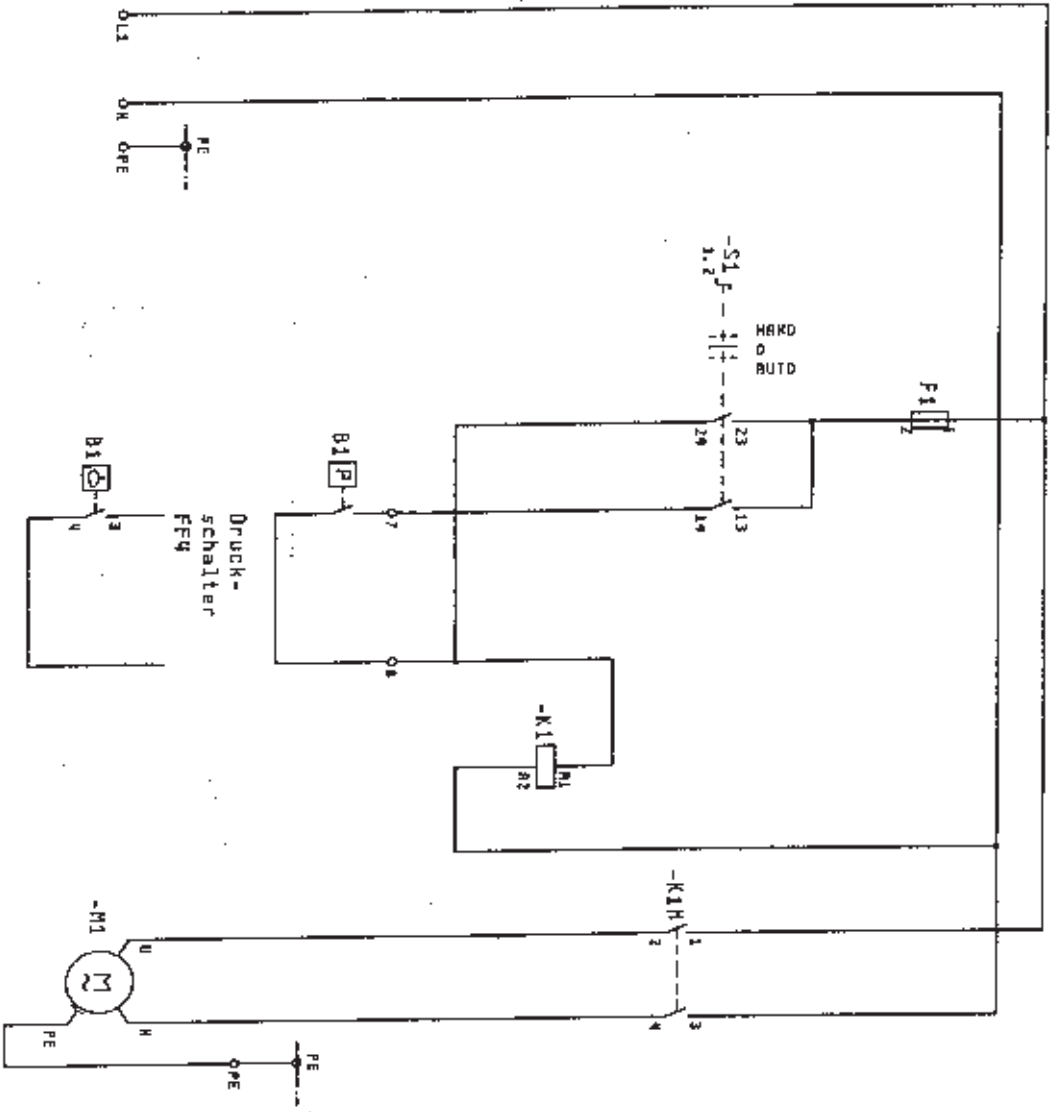 L1
N
PE
PE
-S1
1.2
HAND
0
AUTO
F1
2
23
24
13
14
B1
P
7
8
Druck-
schalter
FF4
B1
3
4
-K1
A1
A2
-K1M
1
2
3
4
-M1
M
~
U
N
PE
PE
PE